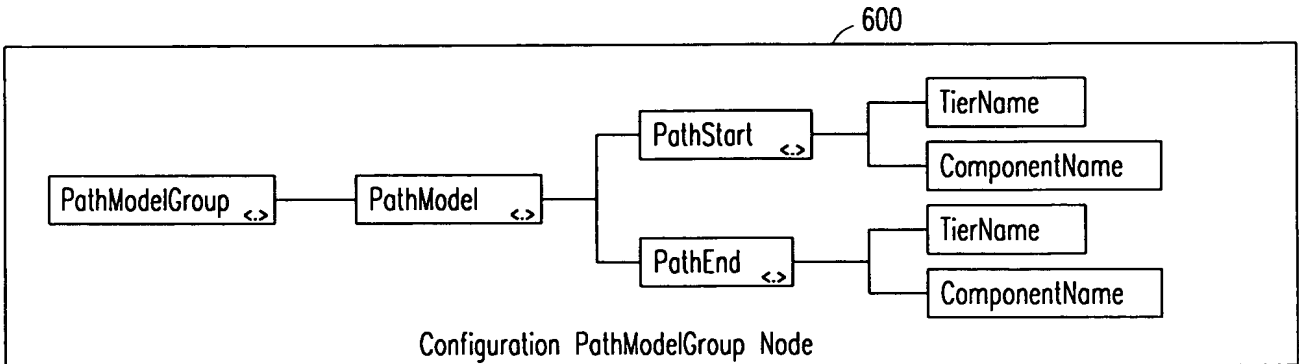 600
TierName
PathStart <.>
ComponentName
PathModelGroup <.>
PathModel <.>
TierName
PathEnd <.>
ComponentName
Configuration PathModelGroup Node